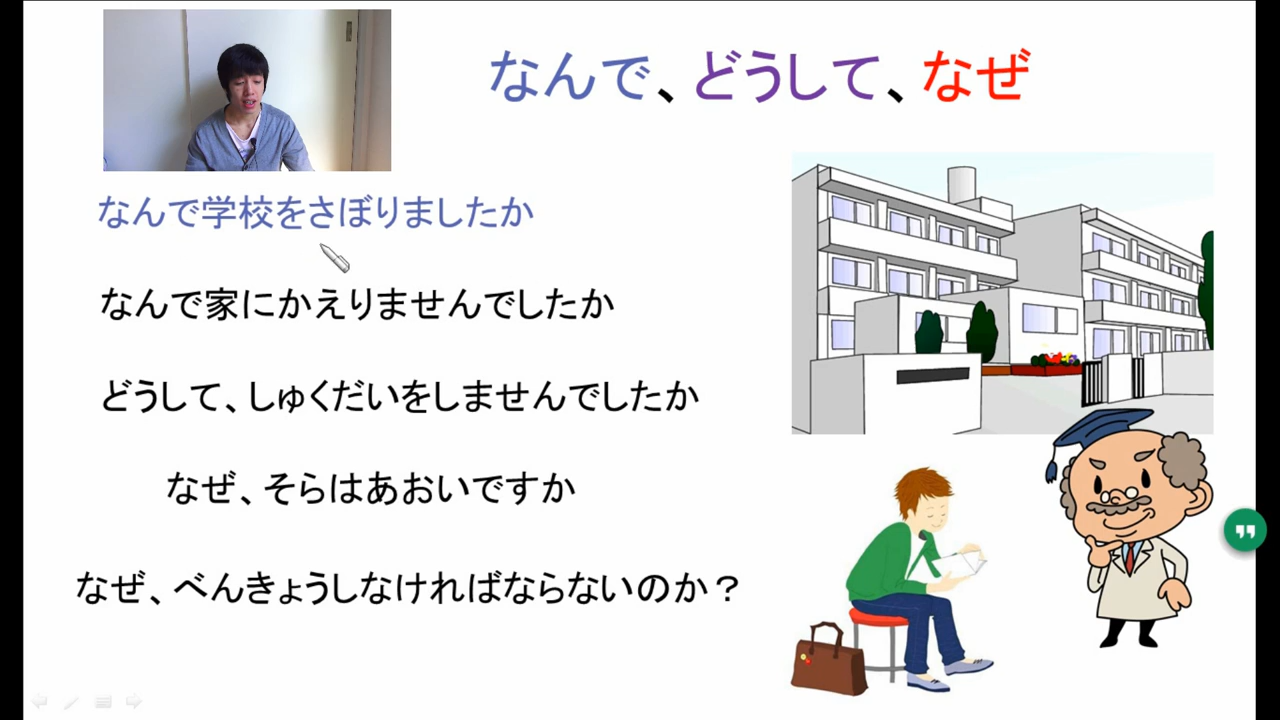 なんで、どうして、なぜ
なんで学校をさぼりましたか
なんで家にかえりませんでしたか
どうして、しゅくだいをしませんでしたか
なぜ、そらはあおいですか
なぜ、べんきょうしなければならないのか？